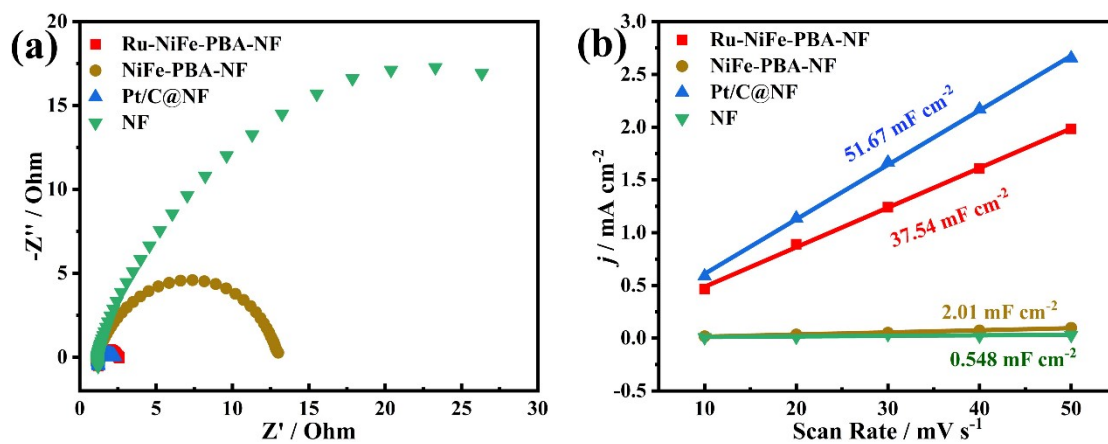 (a)
Ru-NiFe-PBA-NF
NiFe-PBA-NF
Pt/C@NF
NF
-Z'' / Ohm
20
15
10
5
0
0 5 10 15 20 25 30
Z' / Ohm
(b)
Ru-NiFe-PBA-NF
NiFe-PBA-NF
Pt/C@NF
NF
j / mA cm⁻²
3.0
2.5
2.0
1.5
1.0
0.5
0.0
-0.5
51.67 mF cm⁻²
37.54 mF cm⁻²
2.01 mF cm⁻²
0.548 mF cm⁻²
10 20 30 40 50
Scan Rate / mV s⁻¹